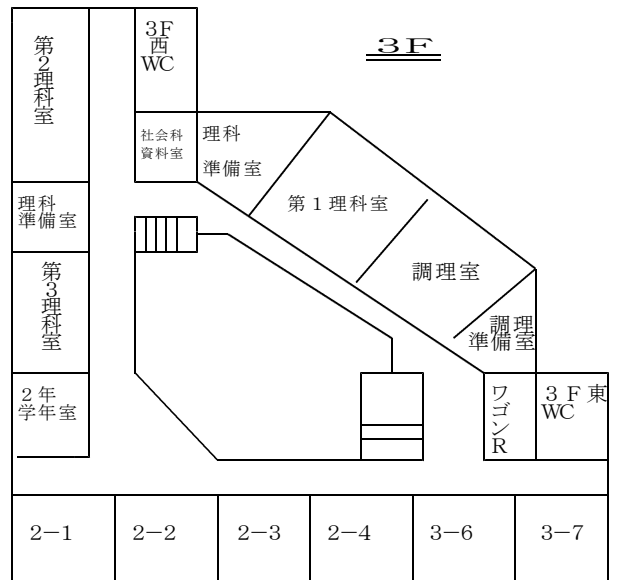 3F
第2理科室
3F
西
WC
社会科
資料室
理科
準備室
第1理科室
調理室
調理
準備室
理科
準備室
第3理科室
2年
学年室
ワゴンR
3F東
WC
2-1
2-2
2-3
2-4
3-6
3-7